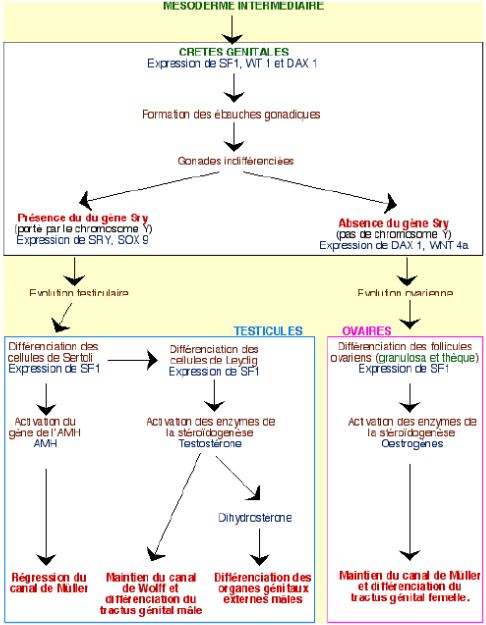 MESODERME INTERMEDIAIRE
CRETES GENITALES
Expression de SF1, WT 1 et DAX 1
Formation des ébauches gonadiques
Gonades indifférenciées
Présence du du gène Sry
(porté par le chromosome Y)
Expression de SRY, SOX 9
Absence du gène Sry
(pas de chromosome Y)
Expression de DAX 1, WNT 4a
Evolution testiculaire
Evolution ovarienne
TESTICULES
OVAIRES
Différenciation des
cellules de Sertoli
Expression de SF1
Différenciation des
cellules de Leydig
Expression de SF1
Différenciation des follicules
ovariens (granulosa et thèque)
Expression de SF1
Activation du
gène de l'AMH
AMH
Activation des enzymes de
la stéroïdogenèse
Testostérone
Activation des enzymes de
la stéroïdogenèse
Oestrogènes
Dihydrostérone
Régression du
canal de Müller
Maintien du canal
de Wolff et
différenciation du
tractus génital mâle
Différenciation des
organes génitaux
externes mâles
Maintien du canal de Müller
et différenciation du
tractus génital femelle.